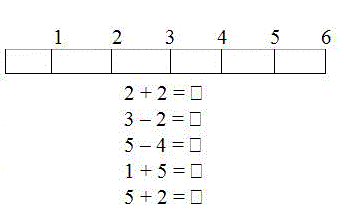 1 2 3 4 5 6
2 + 2 = □
3 – 2 = □
5 – 4 = □
1 + 5 = □
5 + 2 = □